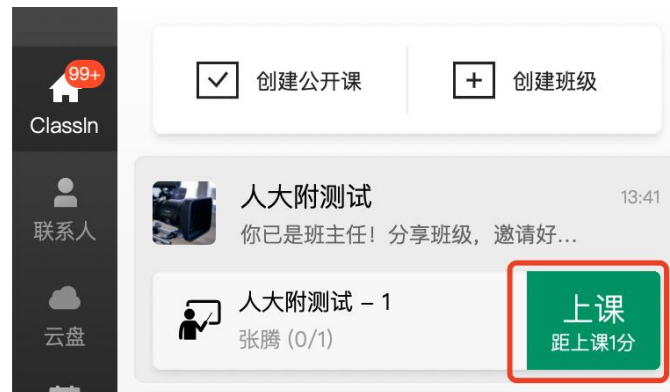 99+
ClassIn
创建公开课
创建班级
联系人
人大附测试
13:41
你已是班主任！分享班级，邀请好...
云盘
人大附测试 – 1
张腾 (0/1)
上课
距上课1分